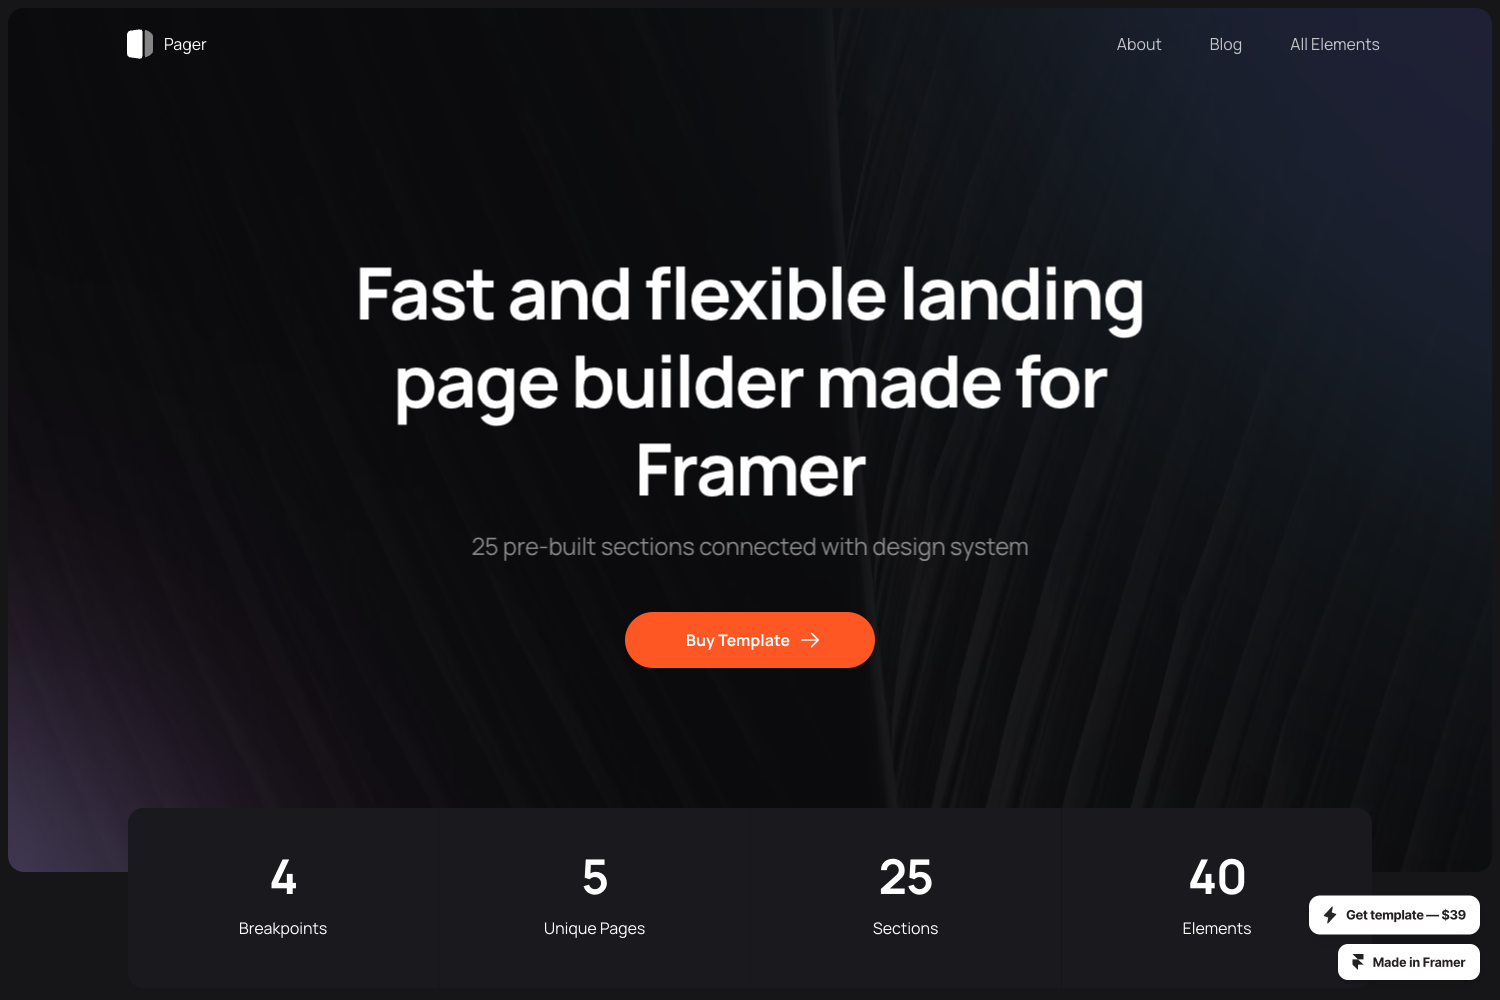 Pager
About
Blog
All Elements
Fast and flexible landing
page builder made for
Framer
25 pre-built sections connected with design system
Buy Template
4
Breakpoints
5
Unique Pages
25
Sections
40
Elements
Get template — $39
Made in Framer